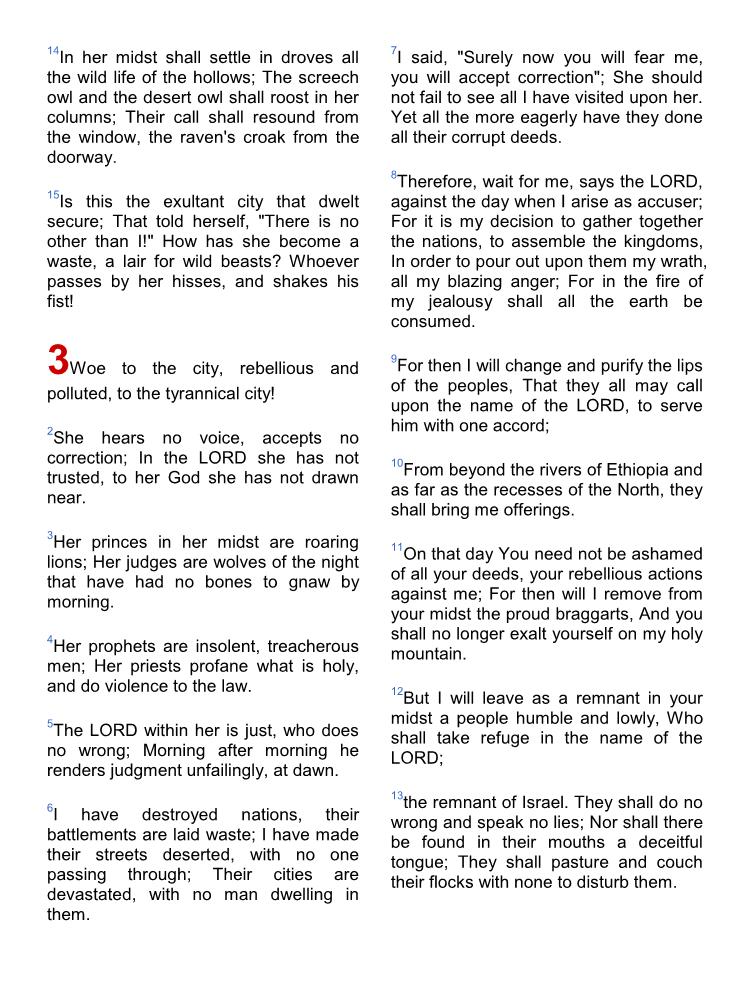 14In her midst shall settle in droves all
the wild life of the hollows; The screech
owl and the desert owl shall roost in her
columns; Their call shall resound from
the window, the raven's croak from the
doorway.
15Is this the exultant city that dwelt
secure; That told herself, "There is no
other than I!" How has she become a
waste, a lair for wild beasts? Whoever
passes by her hisses, and shakes his
fist!
3Woe to the city, rebellious and
polluted, to the tyrannical city!
2She hears no voice, accepts no
correction; In the LORD she has not
trusted, to her God she has not drawn
near.
3Her princes in her midst are roaring
lions; Her judges are wolves of the night
that have had no bones to gnaw by
morning.
4Her prophets are insolent, treacherous
men; Her priests profane what is holy,
and do violence to the law.
5The LORD within her is just, who does
no wrong; Morning after morning he
renders judgment unfailingly, at dawn.
6I have destroyed nations, their
battlements are laid waste; I have made
their streets deserted, with no one
passing through; Their cities are
devastated, with no man dwelling in
them.
7I said, "Surely now you will fear me,
you will accept correction"; She should
not fail to see all I have visited upon her.
Yet all the more eagerly have they done
all their corrupt deeds.
8Therefore, wait for me, says the LORD,
against the day when I arise as accuser;
For it is my decision to gather together
the nations, to assemble the kingdoms,
In order to pour out upon them my wrath,
all my blazing anger; For in the fire of
my jealousy shall all the earth be
consumed.
9For then I will change and purify the lips
of the peoples, That they all may call
upon the name of the LORD, to serve
him with one accord;
10From beyond the rivers of Ethiopia and
as far as the recesses of the North, they
shall bring me offerings.
11On that day You need not be ashamed
of all your deeds, your rebellious actions
against me; For then will I remove from
your midst the proud braggarts, And you
shall no longer exalt yourself on my holy
mountain.
12But I will leave as a remnant in your
midst a people humble and lowly, Who
shall take refuge in the name of the
LORD;
13the remnant of Israel. They shall do no
wrong and speak no lies; Nor shall there
be found in their mouths a deceitful
tongue; They shall pasture and couch
their flocks with none to disturb them.